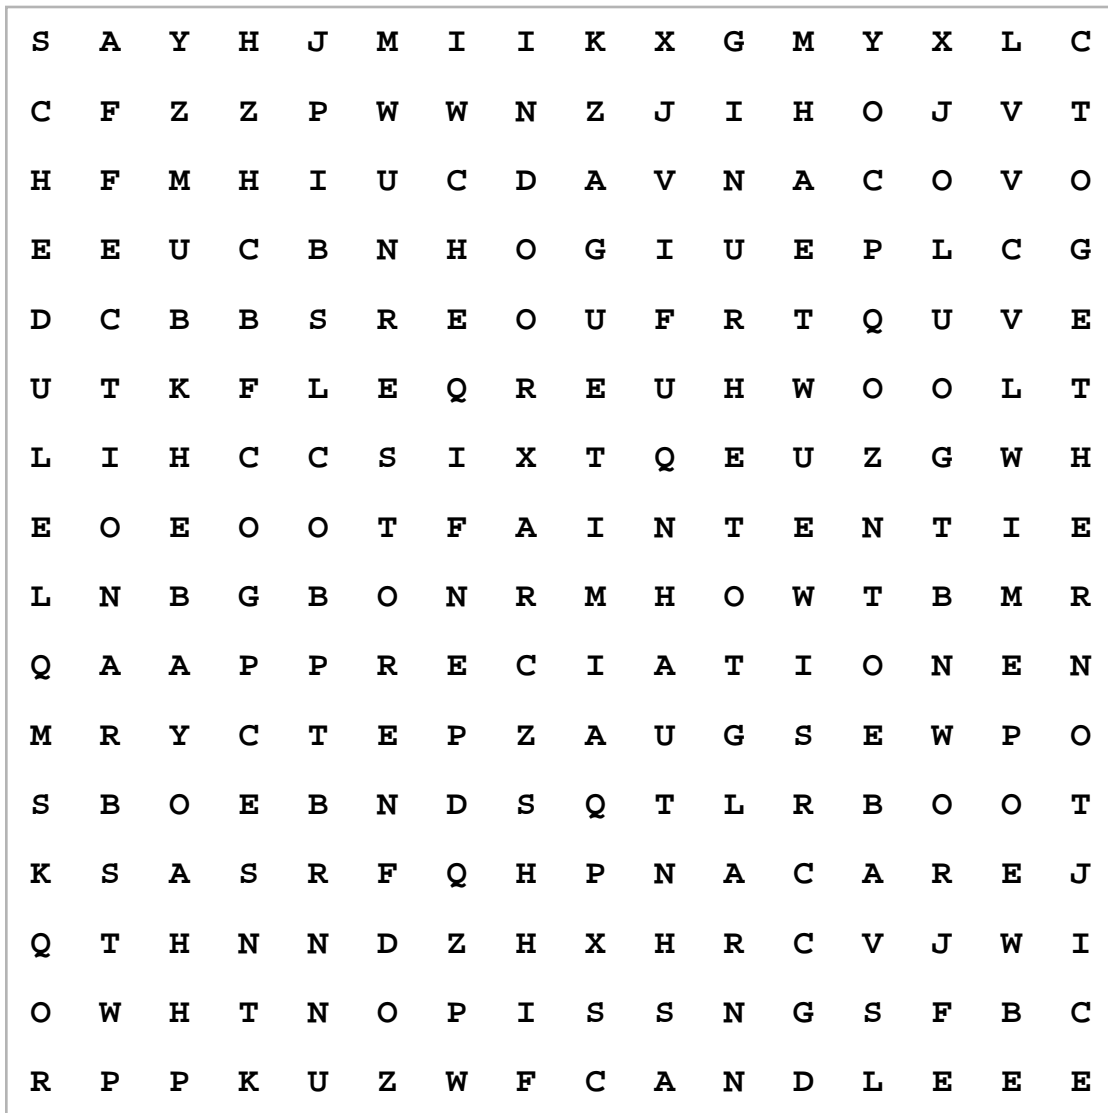 S A Y H J M I I K X G M Y X L C
C F Z Z P W W N Z J I H O J V T
H F M H I U C D A V N A C O V O
E E U C B N H O G I U E P L C G
D C B B S R E O U F R T Q U V E
U T K F L E Q R E U H W O O L T
L I H C C S I X T Q E U Z G W H
E O E O O T F A I N T E N T I E
L N B G B O N R M H O W T B M R
Q A A P P R E C I A T I O N E N
M R Y C T E P Z A U G S E W P O
S B O E B N D S Q T L R B O O T
K S A S R F Q H P N A C A R E J
Q T H N N D Z H X H R C V J W I
O W H T N O P I S S N G S F B C
R P P K U Z W F C A N D L E E E